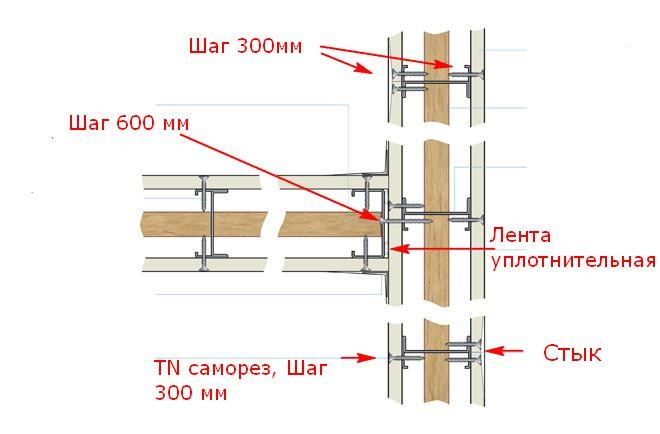 Шаг 300мм
Шаг 600 мм
Лента
уплотнительная
Стык
TN саморез, Шаг
300 мм